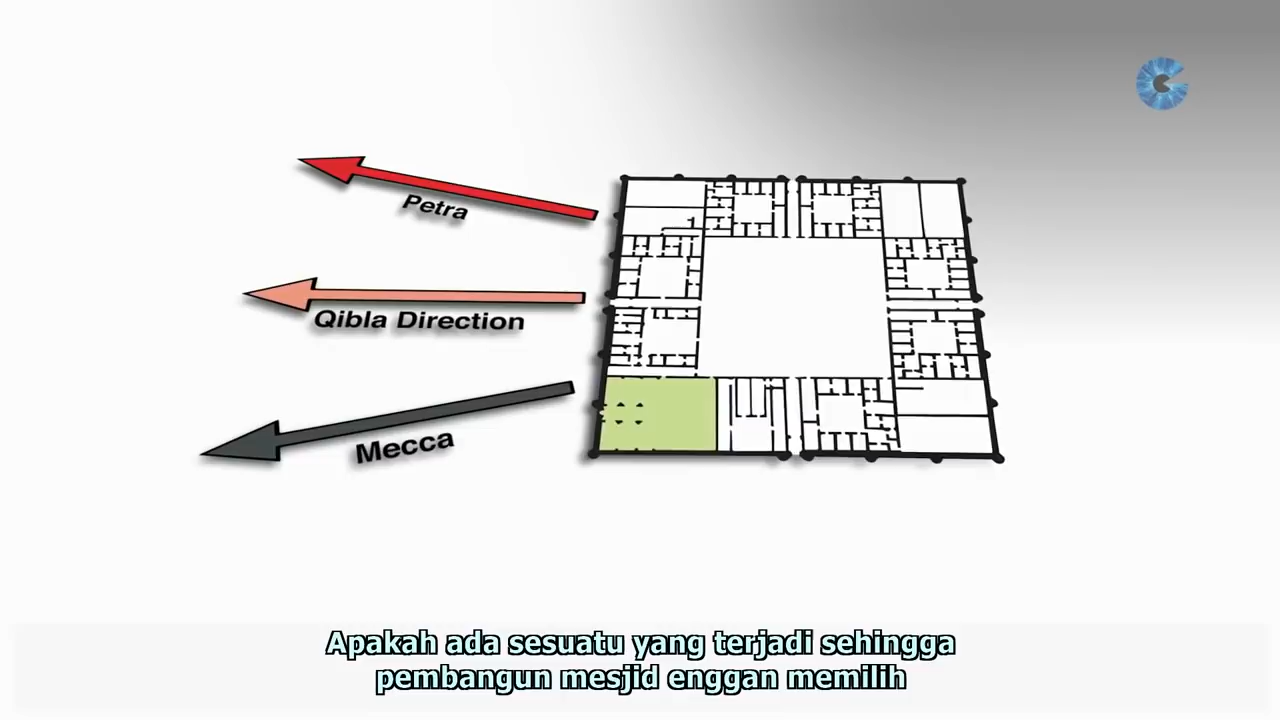 Petra
Qibla Direction
Mecca
Apakah ada sesuatu yang terjadi sehingga
pembangun mesjid enggan memilih